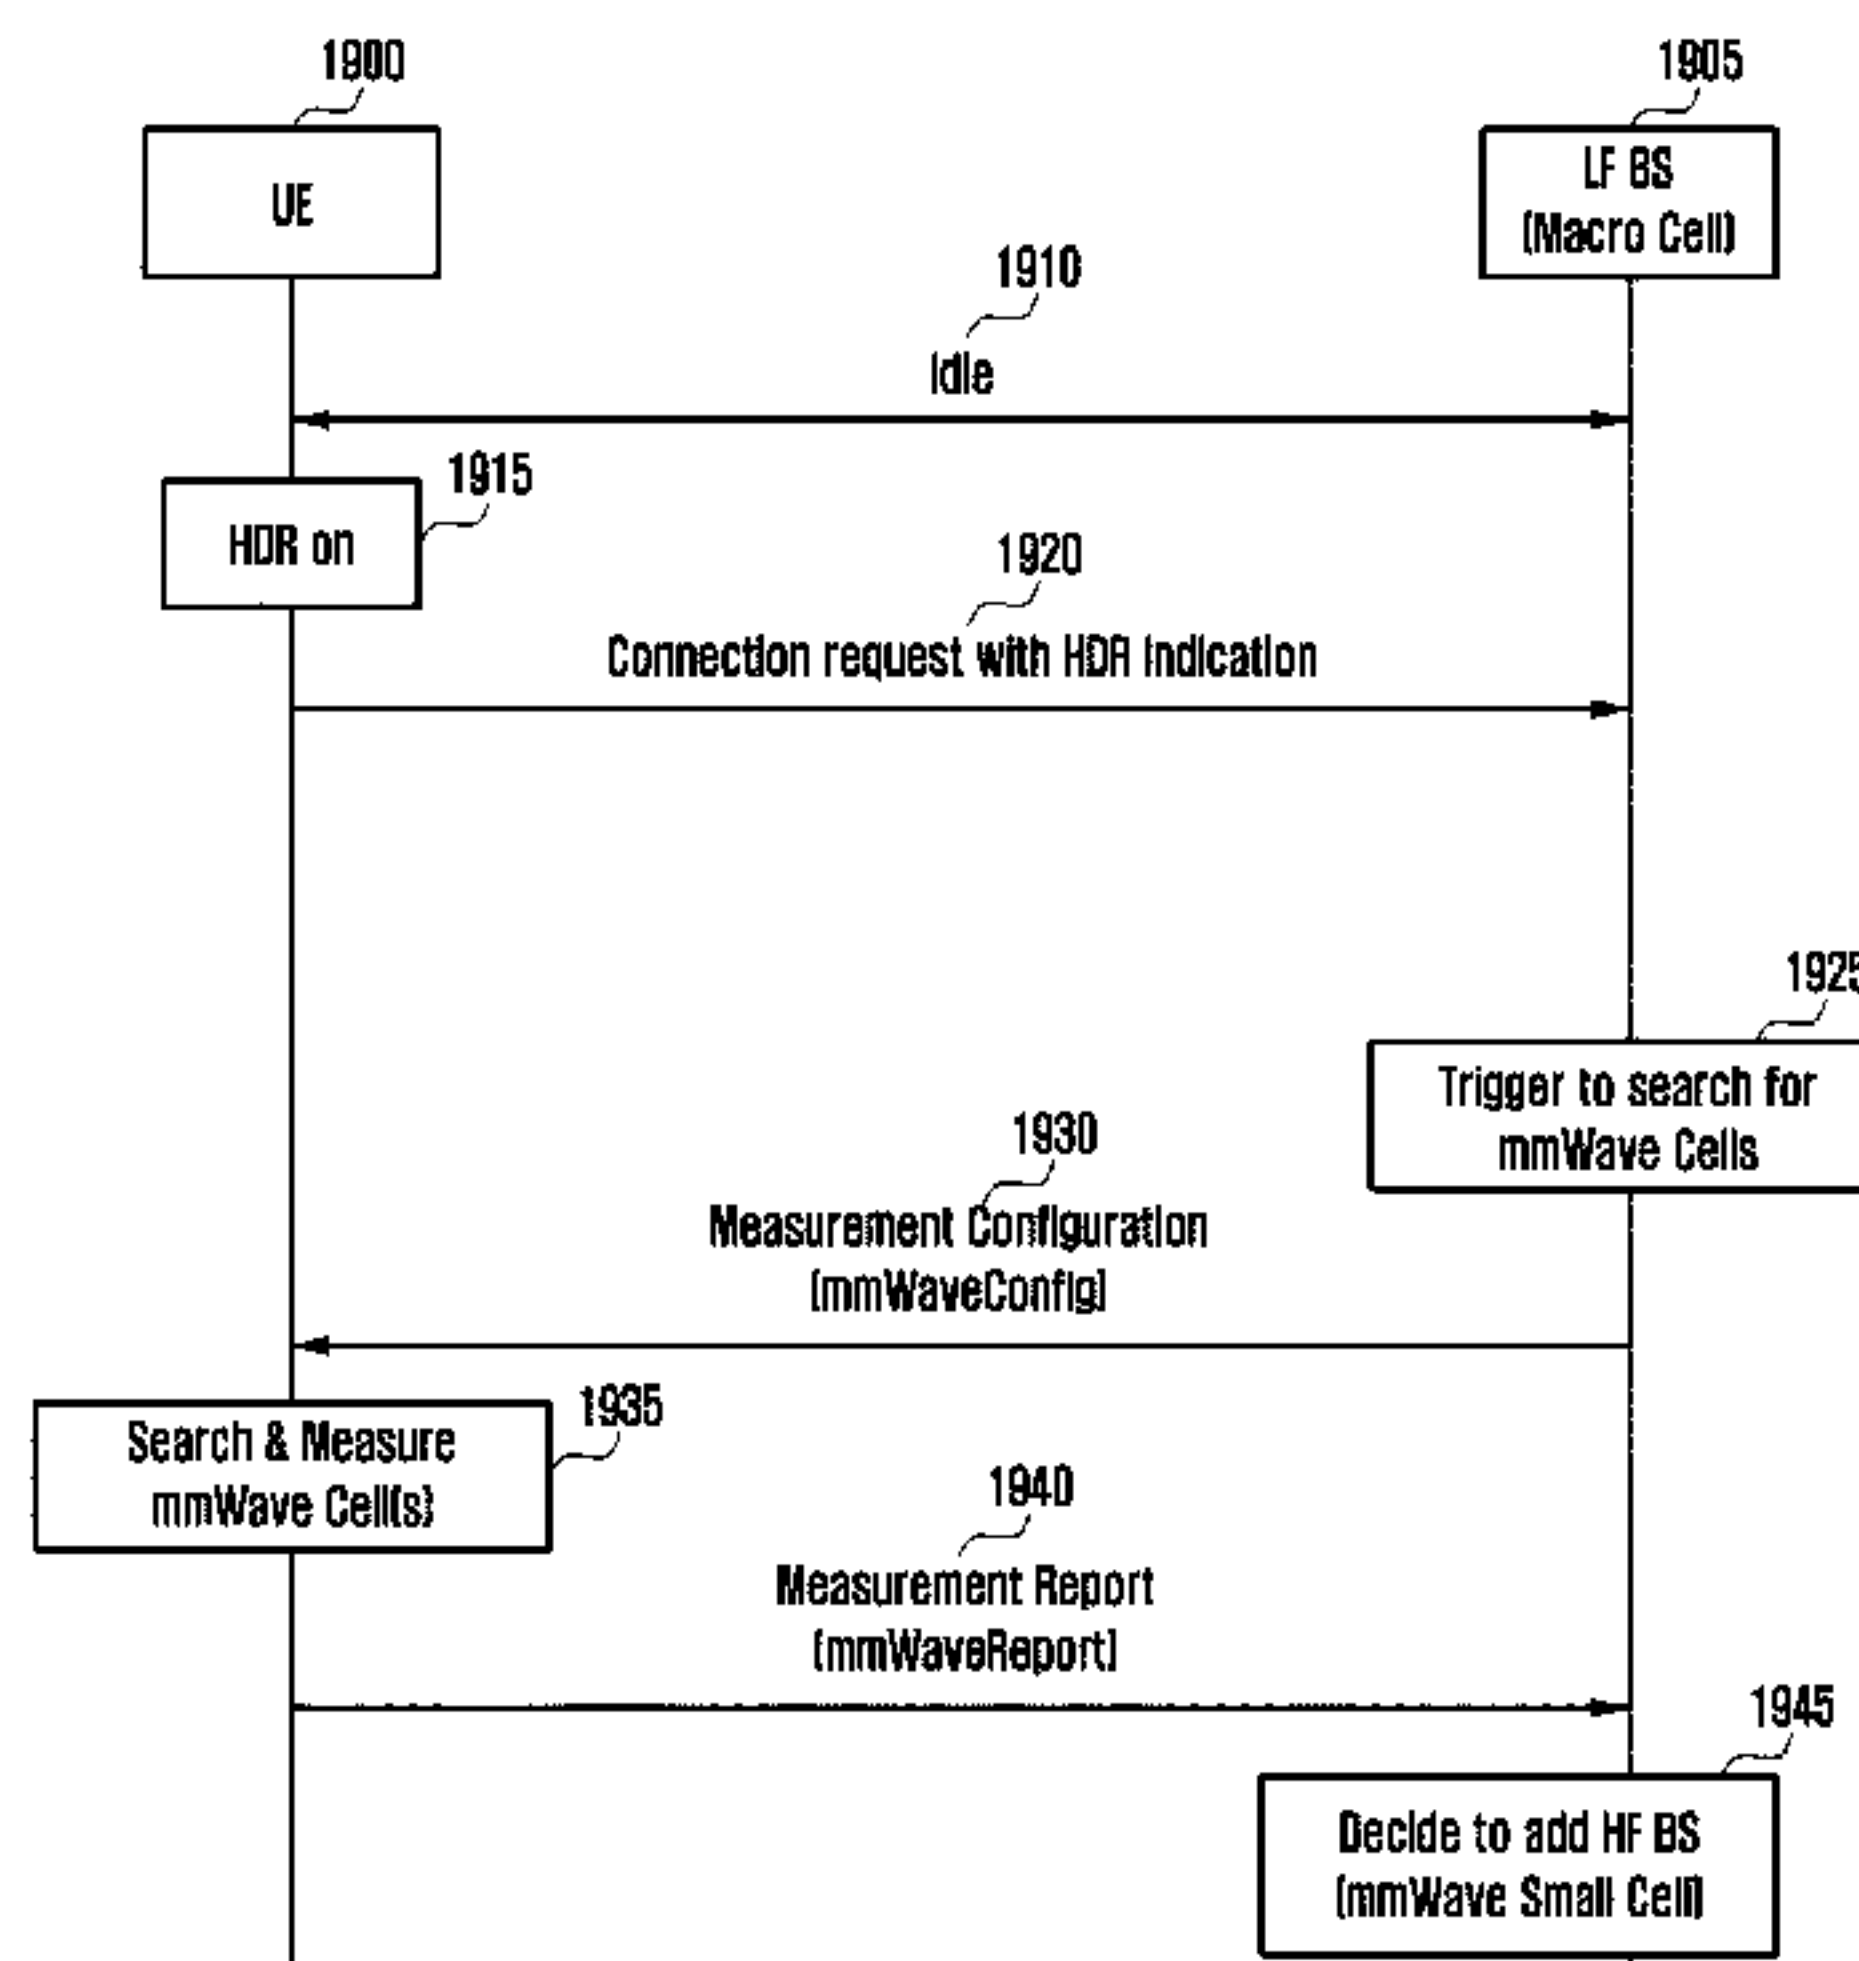 1900
1905
UE
LF BS
(Macro Cell)
1910
Idle
1915
HDR on
1920
Connection request with HDR Indication
1925
Trigger to search for
mmWave Cells
1930
Measurement Configuration
(mmWaveConfig)
1935
Search & Measure
mmWave Cell(s)
1940
Measurement Report
(mmWaveReport)
1945
Decide to add HF BS
(mmWave Small Cell)